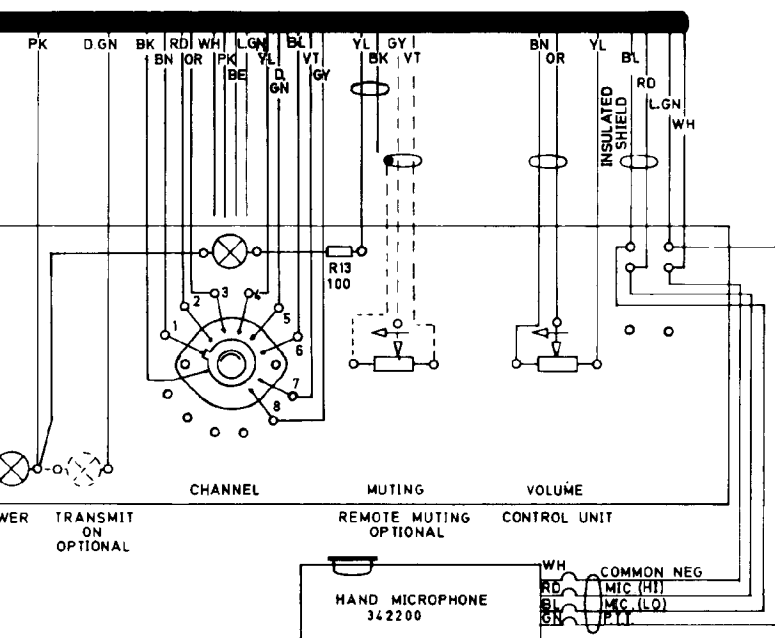 PK D.GN BK RD WH L.GN BL YL GY BN YL
BN OR PK YL VT BK VT OR BL
BE D. GY RD
GN L.GN
WH
INSULATED
SHIELD
R13
100
1 2 3 4 5 6 7 8
CHANNEL MUTING VOLUME
WER TRANSMIT REMOTE MUTING CONTROL UNIT
ON OPTIONAL
OPTIONAL
HAND MICROPHONE
342200
WH COMMON NEG
RD MIC (HI)
BL MIC (LO)
GN PTT